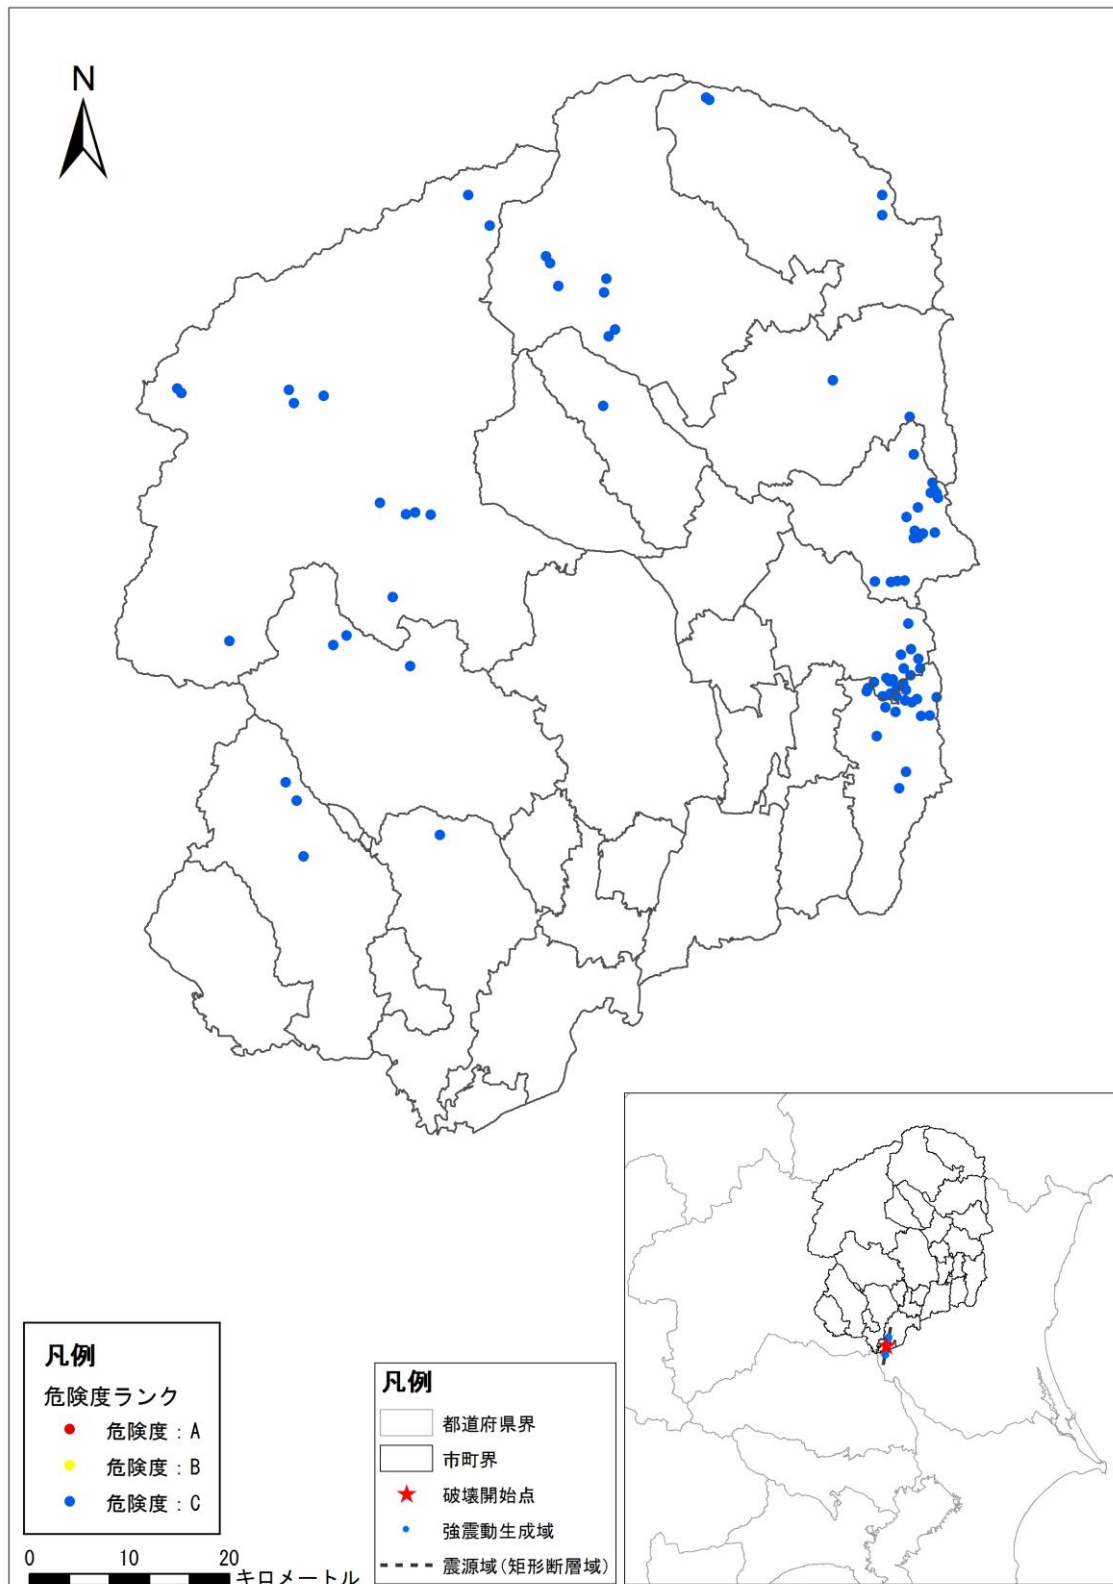 N
凡例
危険度ランク
危険度：A
危険度：B
危険度：C
0 10 20
キロメートル
凡例
都道府県界
市町界
破壊開始点
強震動生成域
震源域(矩形断層域)